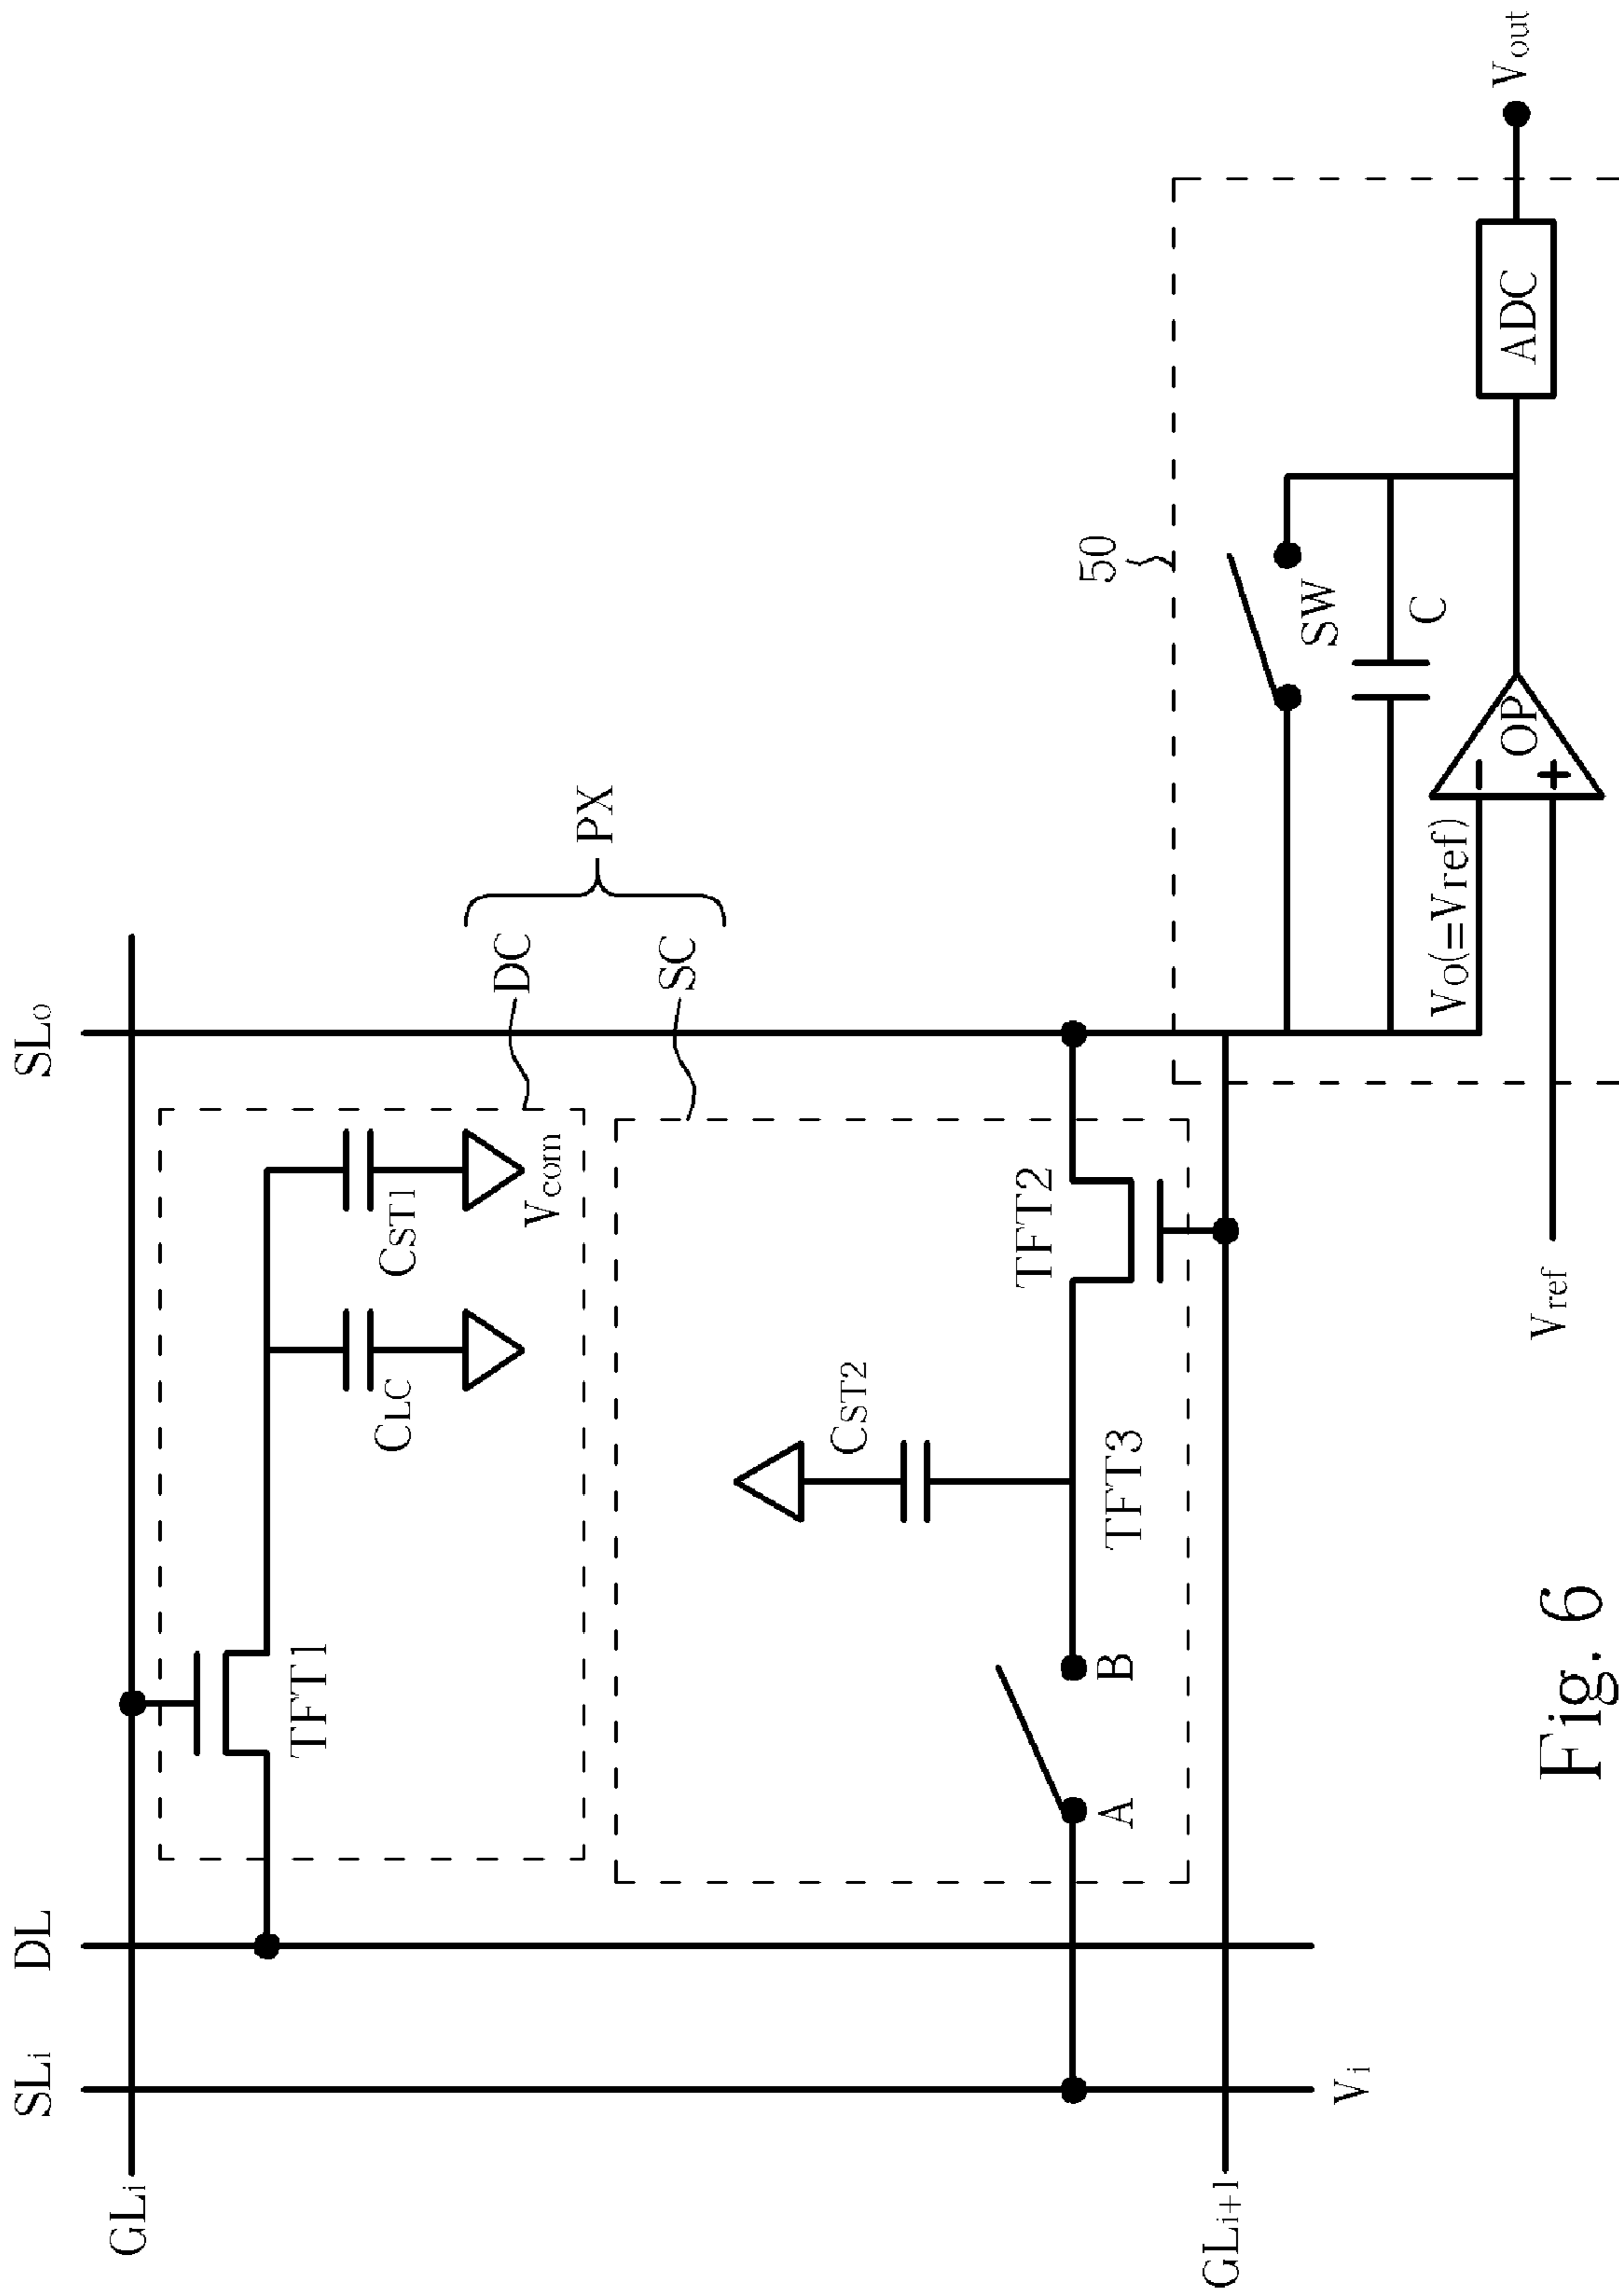 SLi
DL
SLo
GLi
TFT1
CLC
CST1
Vcom
DC
SC
PX
CST2
TFT3
TFT2
A
B
GLi+1
Vi
50
SW
C
Vo(=Vref)
OP
ADC
Vout
Vref
Fig. 6